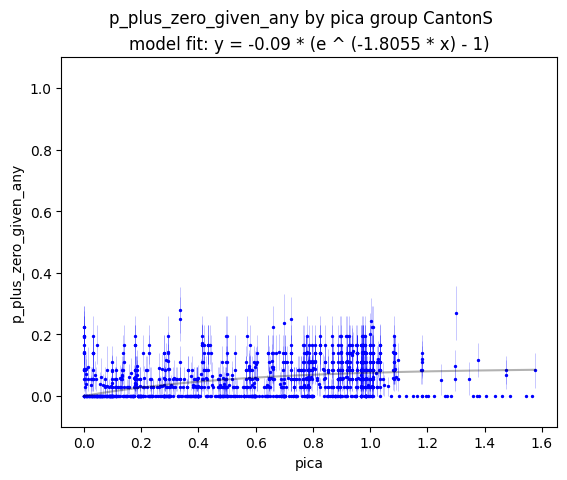 p_plus_zero_given_any by pica group CantonS
model fit: y = -0.09 * (e ^ (-1.8055 * x) - 1)
1.0
0.8
0.6
0.4
0.2
0.0
p_plus_zero_given_any
0.0 0.2 0.4 0.6 0.8 1.0 1.2 1.4 1.6
pica